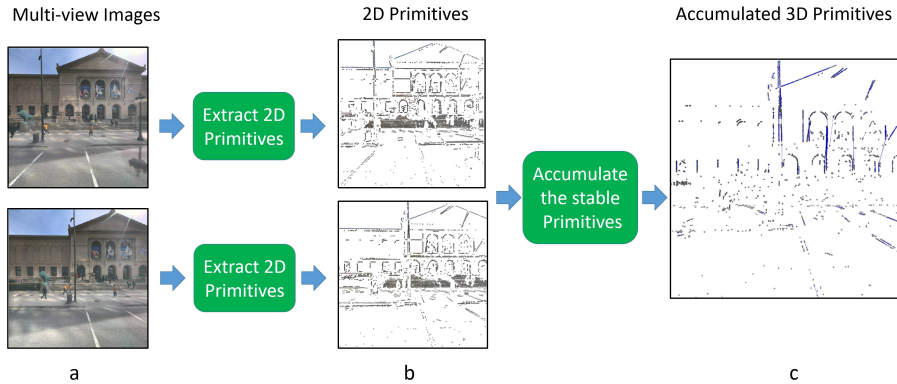 Multi-view Images
2D Primitives
Accumulated 3D Primitives
Extract 2D
Primitives
Accumulate
the stable
Primitives
Extract 2D
Primitives
a
b
c